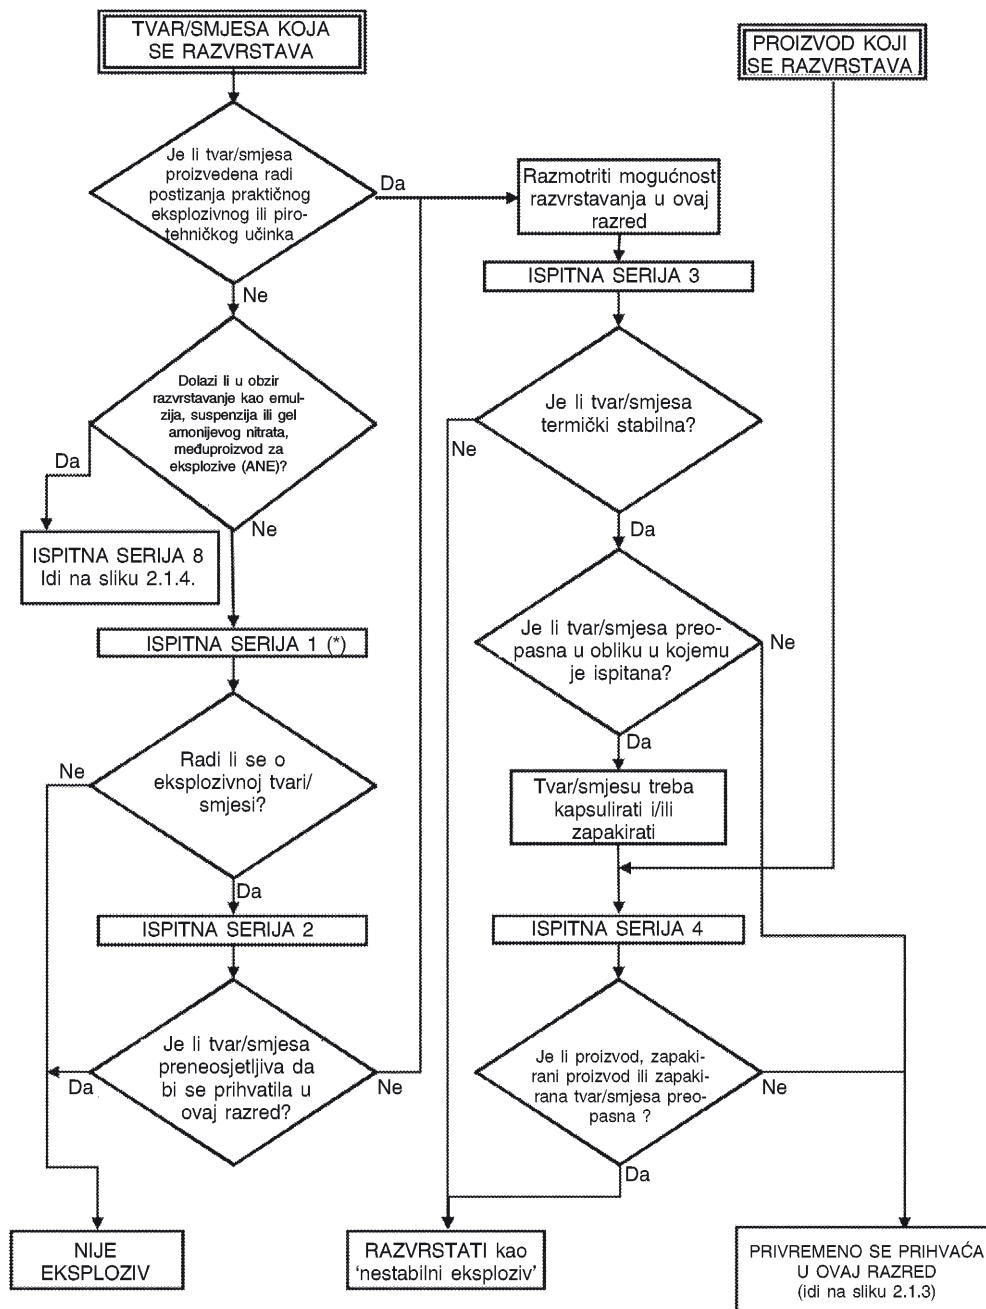 TVAR/SMJESA KOJA
SE RAZVRSTAVA
PROIZVOD KOJI
SE RAZVRSTAVA
Je li tvar/smjesa
proizvedena radi
postizanja praktičnog
eksplozivnog ili piro-
tehničkog učinka
Da
Ne
Razmotriti mogućnost
razvrstavanja u ovaj
razred
ISPITNA SERIJA 3
Dolazi li u obzir
razvrstavanje kao emul-
zija, suspenzija ili gel
amonijevog nitrata,
međuproizvod za
eksplozive (ANE)?
Da
Ne
ISPITNA SERIJA 8
Idi na sliku 2.1.4.
Je li tvar/smjesa
termički stabilna?
Ne
Da
ISPITNA SERIJA 1 (*)
Je li tvar/smjesa preo-
pasna u obliku u kojemu
je ispitana?
Ne
Da
Radi li se o
eksplozivnoj tvari/
smjesi?
Ne
Da
Tvar/smjesu treba
kapsulirati i/ili
zapakirati
ISPITNA SERIJA 2
ISPITNA SERIJA 4
Je li tvar/smjesa
preneosjetljiva da
bi se prihvatila u
ovaj razred?
Da
Ne
Je li proizvod, zapaki-
rani proizvod ili zapaki-
rana tvar/smjesa preo-
pasna ?
Ne
Da
NIJE
EKSPLOZIV
RAZVRSTATI kao
'nestabilni eksploziv'
PRIVREMENO SE PRIHVAĆA
U OVAJ RAZRED
(idi na sliku 2.1.3)